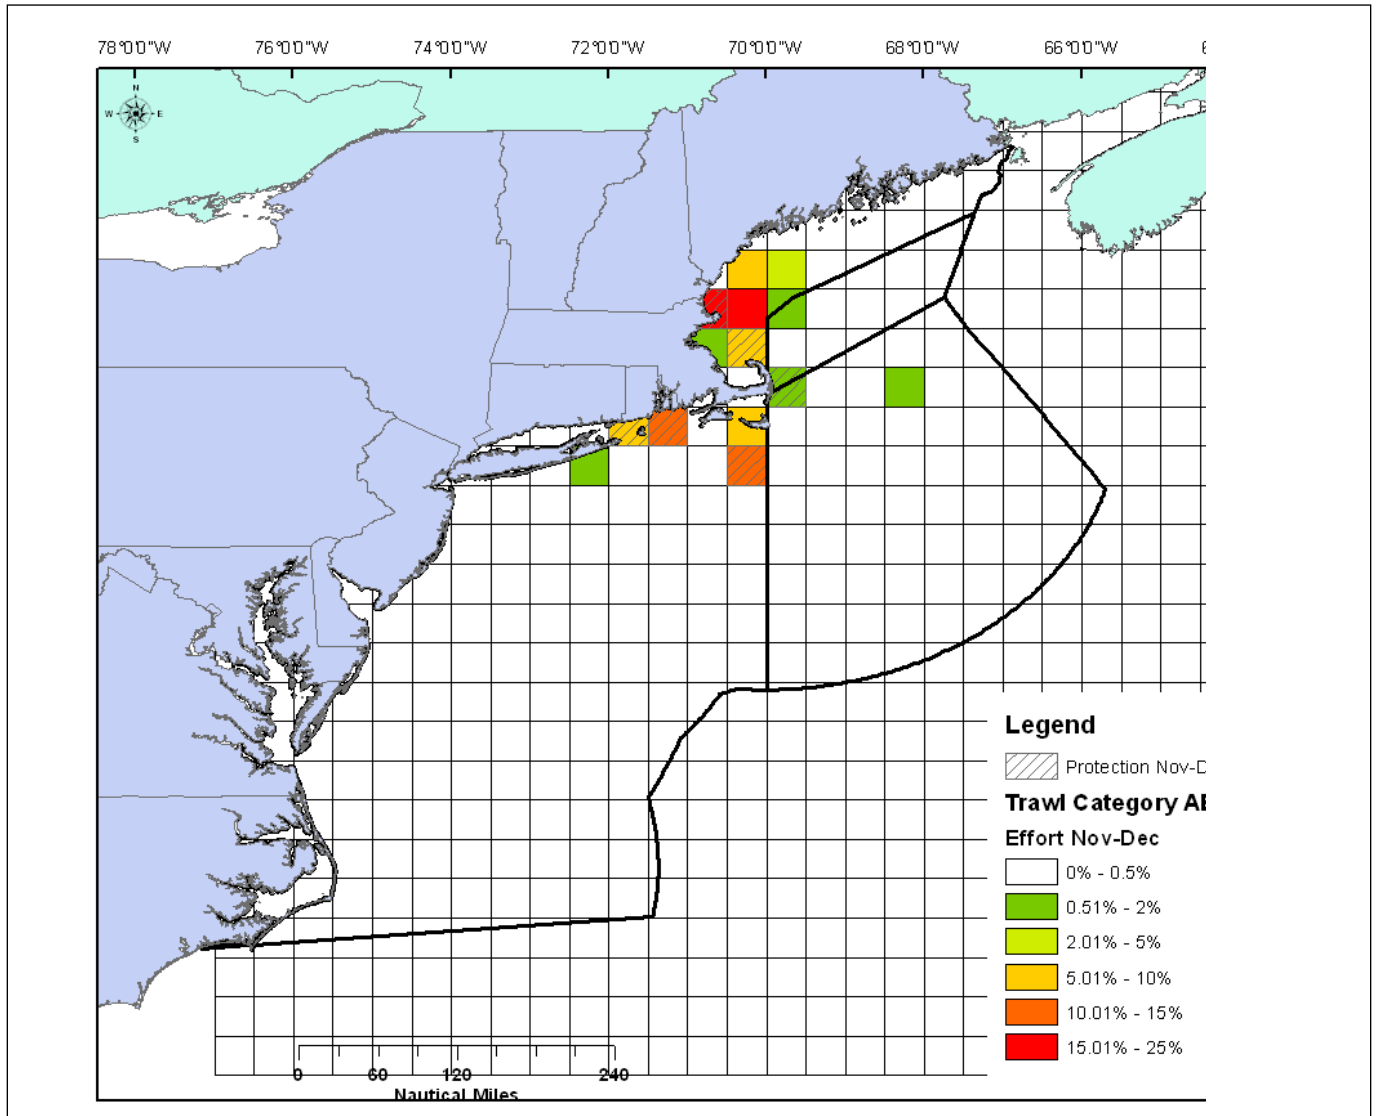 78°0'0"W 76°0'0"W 74°0'0"W 72°0'0"W 70°0'0"W 68°0'0"W 66°0'0"W 6
N
W E
S
Legend
Protection Nov-D
Trawl Category AB
Effort Nov-Dec
0% - 0.5%
0.51% - 2%
2.01% - 5%
5.01% - 10%
10.01% - 15%
15.01% - 25%
0 60 120 240
Nautical Miles